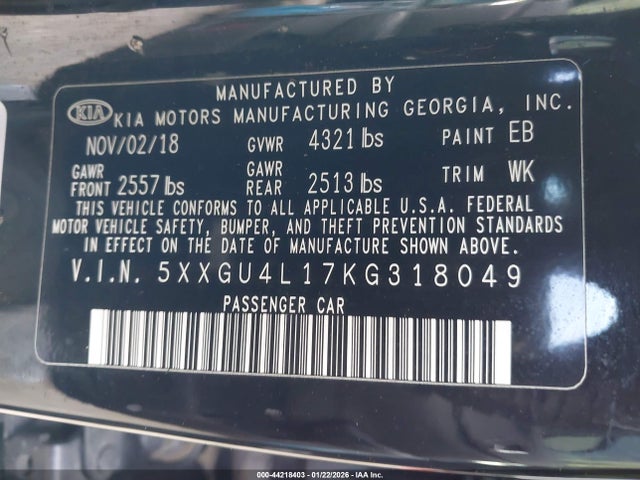 MANUFACTURED BY
KIA KIA MOTORS MANUFACTURING GEORGIA, INC.
NOV/02/18 GVWR 4321 lbs PAINT EB
GAWR FRONT 2557 lbs GAWR REAR 2513 lbs TRIM WK
THIS VEHICLE CONFORMS TO ALL APPLICABLE U.S.A. FEDERAL
MOTOR VEHICLE SAFETY, BUMPER, AND THEFT PREVENTION STANDARDS
IN EFFECT ON THE DATE OF MANUFACTURE SHOWN ABOVE.
V.I.N. 5XXGU4L17KG318049
PASSENGER CAR
000-44218403 - 01/22/2026 - IAA Inc.